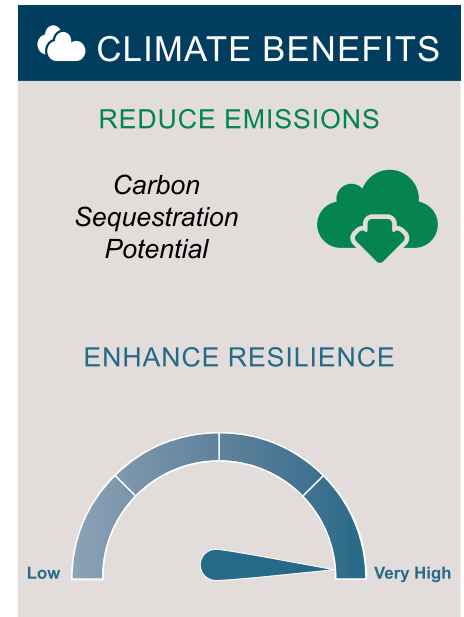 CLIMATE BENEFITS
REDUCE EMISSIONS
Carbon
Sequestration
Potential
ENHANCE RESILIENCE
Low
Very High